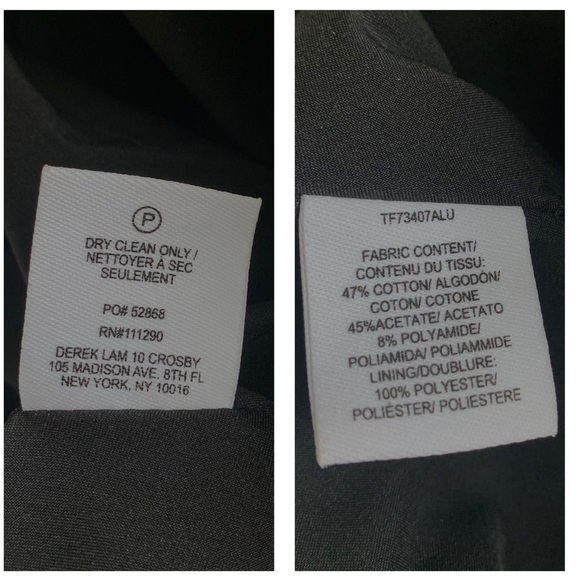 P
DRY CLEAN ONLY /
NETTOYER À SEC
SEULEMENT
PO# 52868
RN#111290
DEREK LAM 10 CROSBY
105 MADISON AVE. 8TH FL
NEW YORK, NY 10016
TF73407ALU
FABRIC CONTENT/
CONTENU DU TISSU:
47% COTTON/ ALGODÓN/
COTON/ COTONE
45%ACETATE/ ACETATO
8% POLYAMIDE/
POLIAMIDA/ POLIAMMIDE
LINING/DOUBLURE:
100% POLYESTER/
POLIÉSTER/ POLIESTERE